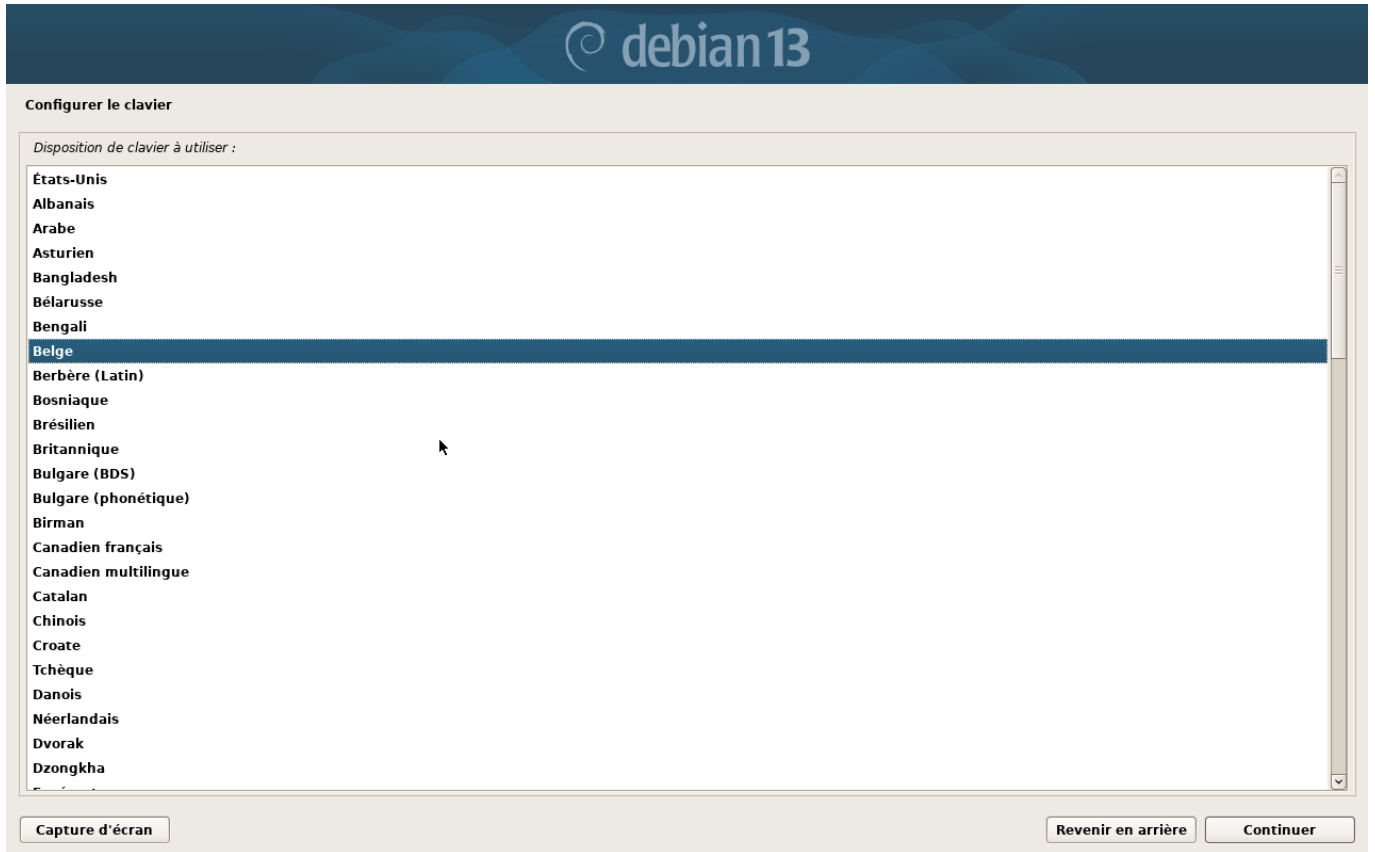 debian 13
Configurer le clavier
Disposition de clavier à utiliser :
États-Unis
Albanais
Arabe
Asturien
Bangladesh
Bélarusse
Bengali
Belge
Berbère (Latin)
Bosniaque
Brésilien
Britannique
Bulgare (BDS)
Bulgare (phonétique)
Birman
Canadien français
Canadien multilingue
Catalan
Chinois
Croate
Tchèque
Danois
Néerlandais
Dvorak
Dzongkha
Capture d'écran
Revenir en arrière
Continuer